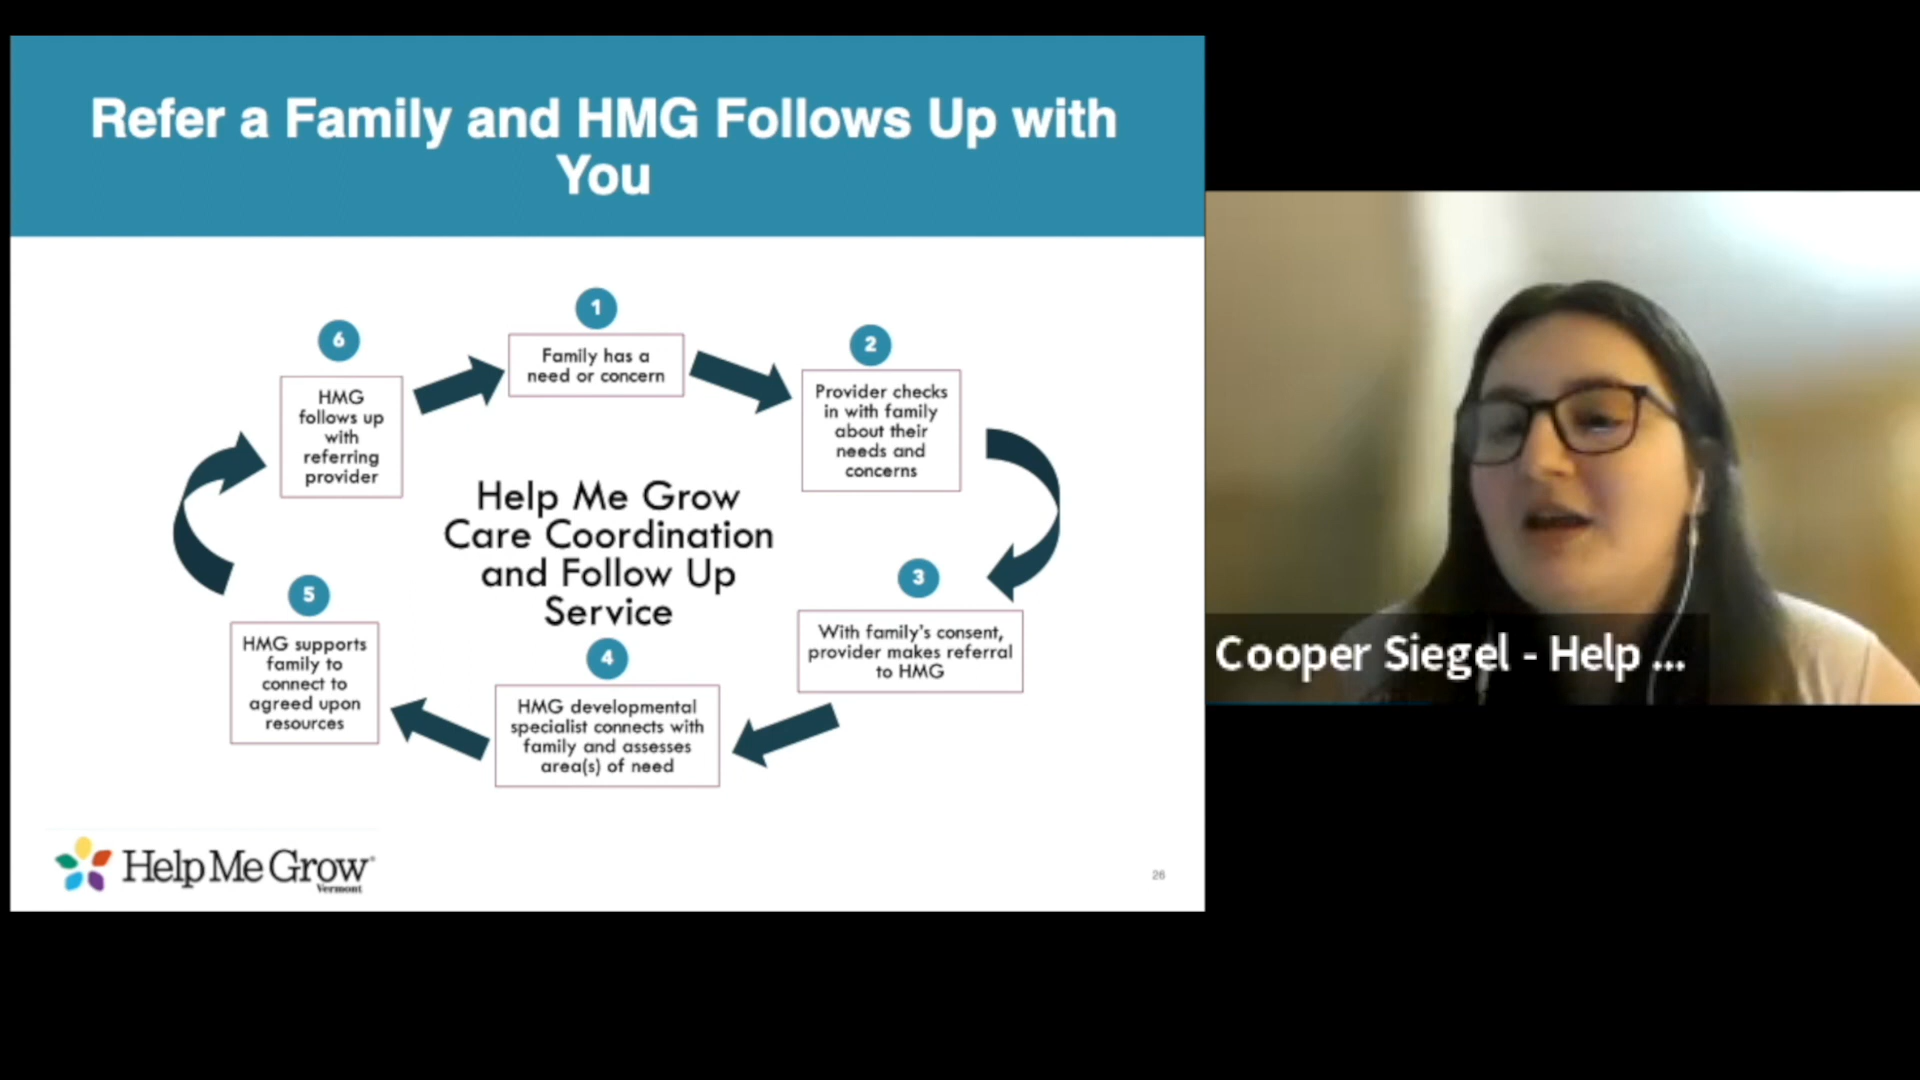 Refer a Family and HMG Follows Up with
You
1
Family has a
need or concern
2
Provider checks
in with family
about their
needs and
concerns
3
With family's consent,
provider makes referral
to HMG
4
HMG developmental
specialist connects with
family and assesses
area(s) of need
5
HMG supports
family to
connect to
agreed upon
resources
6
HMG
follows up
with
referring
provider
Help Me Grow
Care Coordination
and Follow Up
Service
Help Me Grow
Vermont
26
Cooper Siegel - Help ...